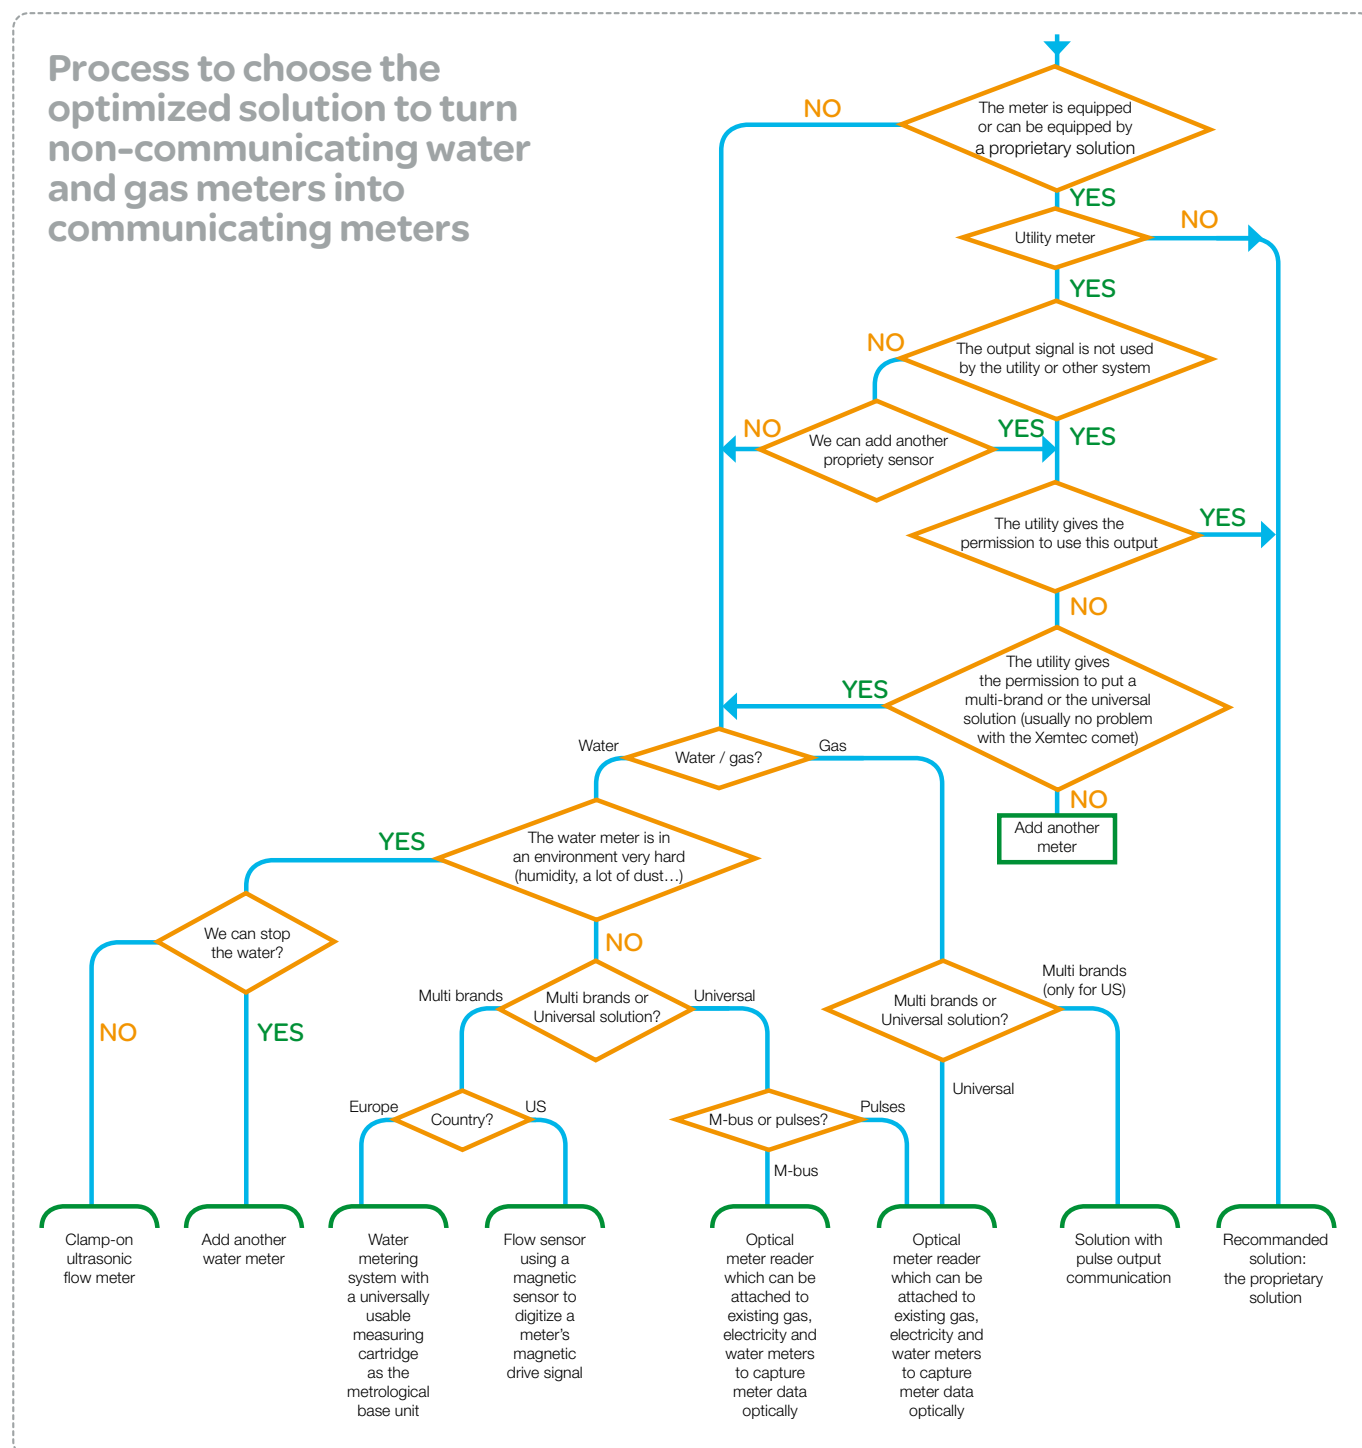 Process to choose the
optimized solution to turn
non-communicating water
and gas meters into
communicating meters
The meter is equipped
or can be equipped by
a proprietary solution
NO
YES
Utility meter
NO
YES
The output signal is not used
by the utility or other system
NO
YES
We can add another
propriety sensor
NO
YES
The utility gives the
permission to use this output
YES
NO
The utility gives
the permission to put a
multi-brand or the universal
solution (usually no problem
with the Xemtec comet)
YES
NO
Add another
meter
Water / gas?
Water
Gas
The water meter is in
an environment very hard
(humidity, a lot of dust…)
YES
NO
We can stop
the water?
NO
YES
Multi brands or
Universal solution?
Multi brands
Universal
Multi brands or
Universal solution?
Multi brands
(only for US)
Universal
Country?
Europe
US
M-bus or pulses?
Pulses
M-bus
Clamp-on
ultrasonic
flow meter
Add another
water meter
Water
metering
system with
a universally
usable
measuring
cartridge
as the
metrological
base unit
Flow sensor
using a
magnetic
sensor to
digitize a
meter's
magnetic
drive signal
Optical
meter reader
which can be
attached to
existing gas,
electricity and
water meters
to capture
meter data
optically
Optical
meter reader
which can be
attached to
existing gas,
electricity and
water meters
to capture
meter data
optically
Solution with
pulse output
communication
Recommanded
solution:
the proprietary
solution